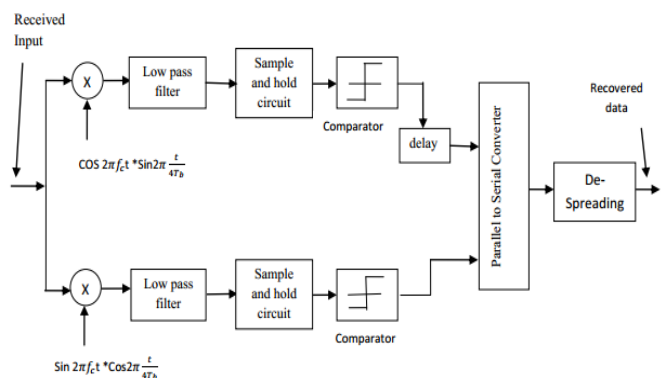 Received
Input
X
Low pass
filter
Sample
and hold
circuit
Comparator
delay
COS 2πf_ct *Sin2π t/4T_b
Parallel to Serial Converter
De-
Spreading
Recovered
data
X
Low pass
filter
Sample
and hold
circuit
Comparator
Sin 2πf_ct *Cos2π t/4T_b